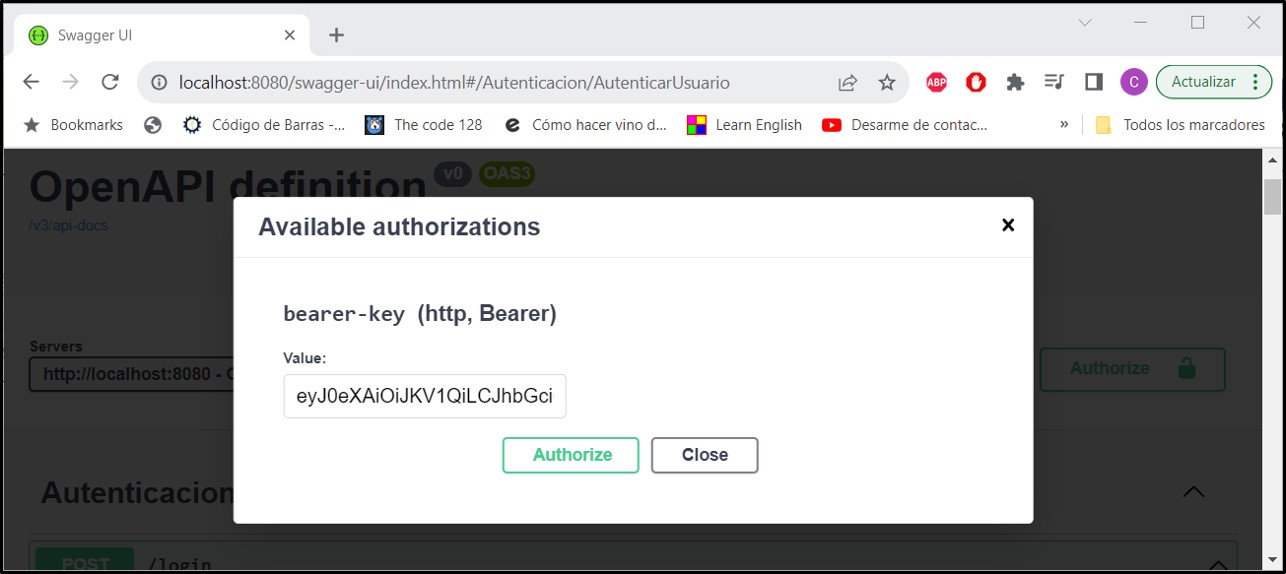 Swagger UI
localhost:8080/swagger-ui/index.html#/Autenticacion/AutenticarUsuario
ABP
C
Actualizar
Bookmarks
Código de Barras -...
The code 128
Cómo hacer vino d...
Learn English
Desarme de contac...
»
Todos los marcadores
OpenAPI definition
v0
OAS3
/v3/api-docs
Available authorizations
bearer-key (http, Bearer)
Value:
eyJ0eXAiOiJKV1QiLCJhbGci
Authorize
Close
Servers
http://localhost:8080 -
Authorize
Autenticacion
POST
/login